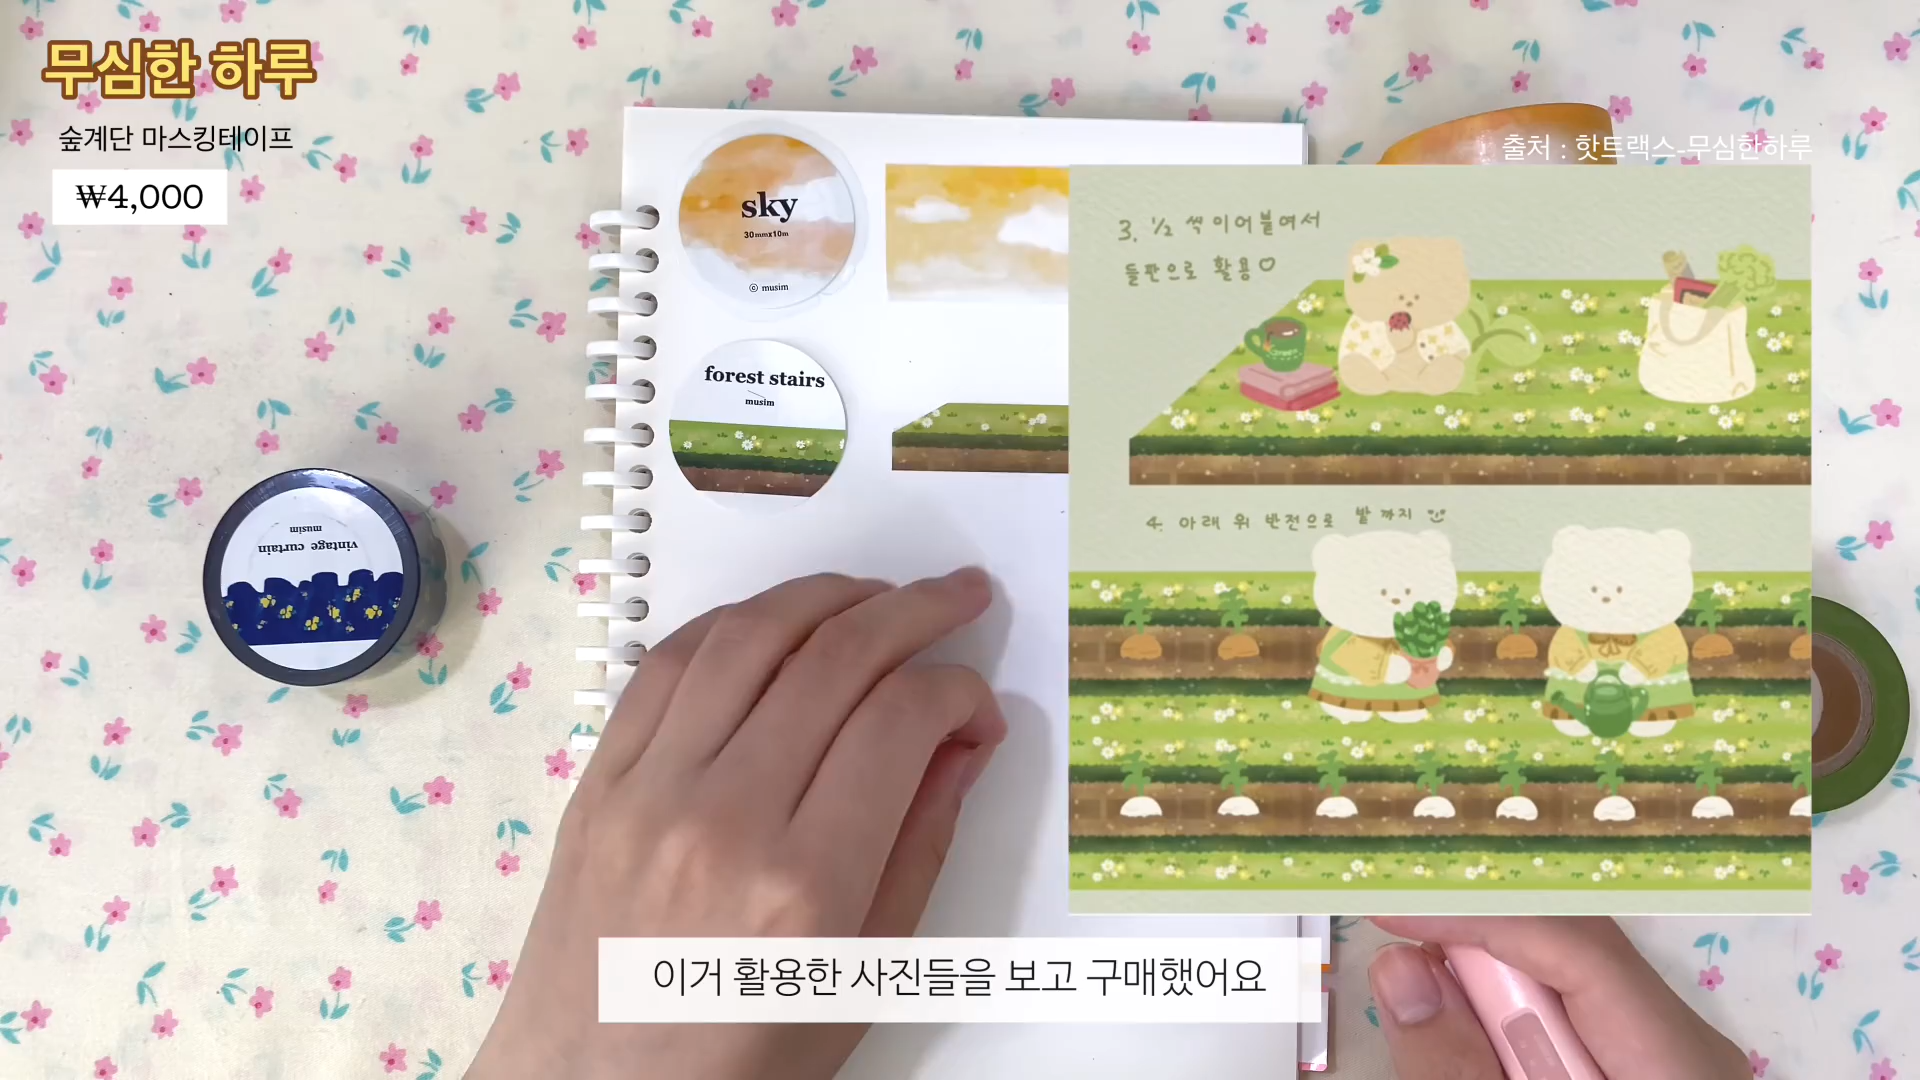 무심한 하루
숲계단 마스킹테이프
₩4,000
출처 : 핫트랙스-무심한하루
sky
30mmx10m
ⓒ musim
forest stairs
musim
vintage curtain
musim
3. ½ 씩 이어붙여서
들판으로 활용♡
4. 아래 위 반전으로 밭까지
이거 활용한 사진들을 보고 구매했어요